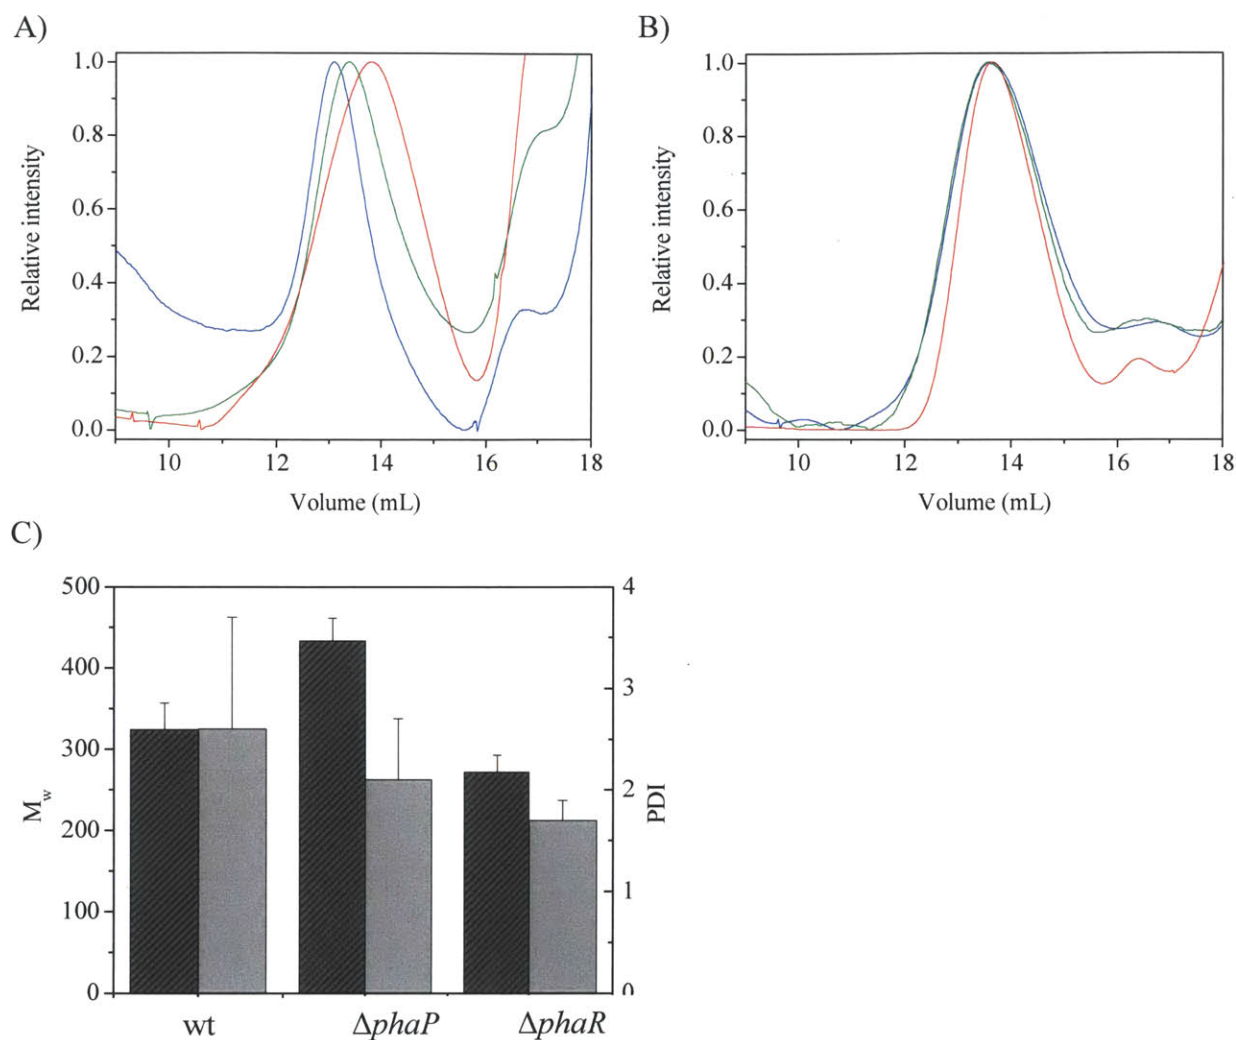 A)
1.0
0.8
0.6
0.4
0.2
0.0
Relative intensity
10 12 14 16 18
Volume (mL)
B)
1.0
0.8
0.6
0.4
0.2
0.0
Relative intensity
10 12 14 16 18
Volume (mL)
C)
500
400
300
200
100
0
Mw
4
3
2
1
0
PDI
wt ΔphaP ΔphaR